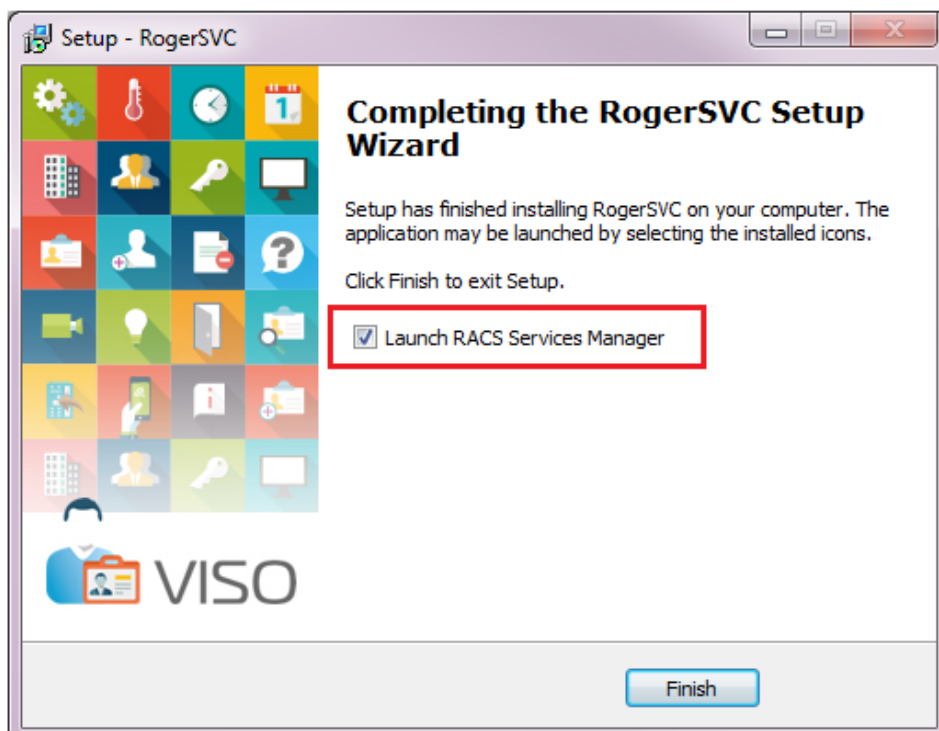 Setup - RogerSVC
1
Completing the RogerSVC Setup
Wizard
Setup has finished installing RogerSVC on your computer. The
application may be launched by selecting the installed icons.
Click Finish to exit Setup.
Launch RACS Services Manager
VISO
Finish